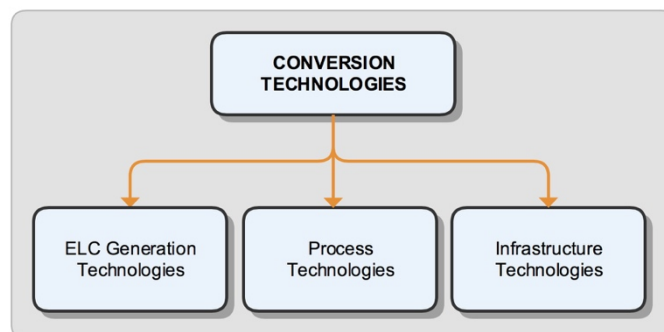 CONVERSION
TECHNOLOGIES
ELC Generation
Technologies
Process
Technologies
Infrastructure
Technologies